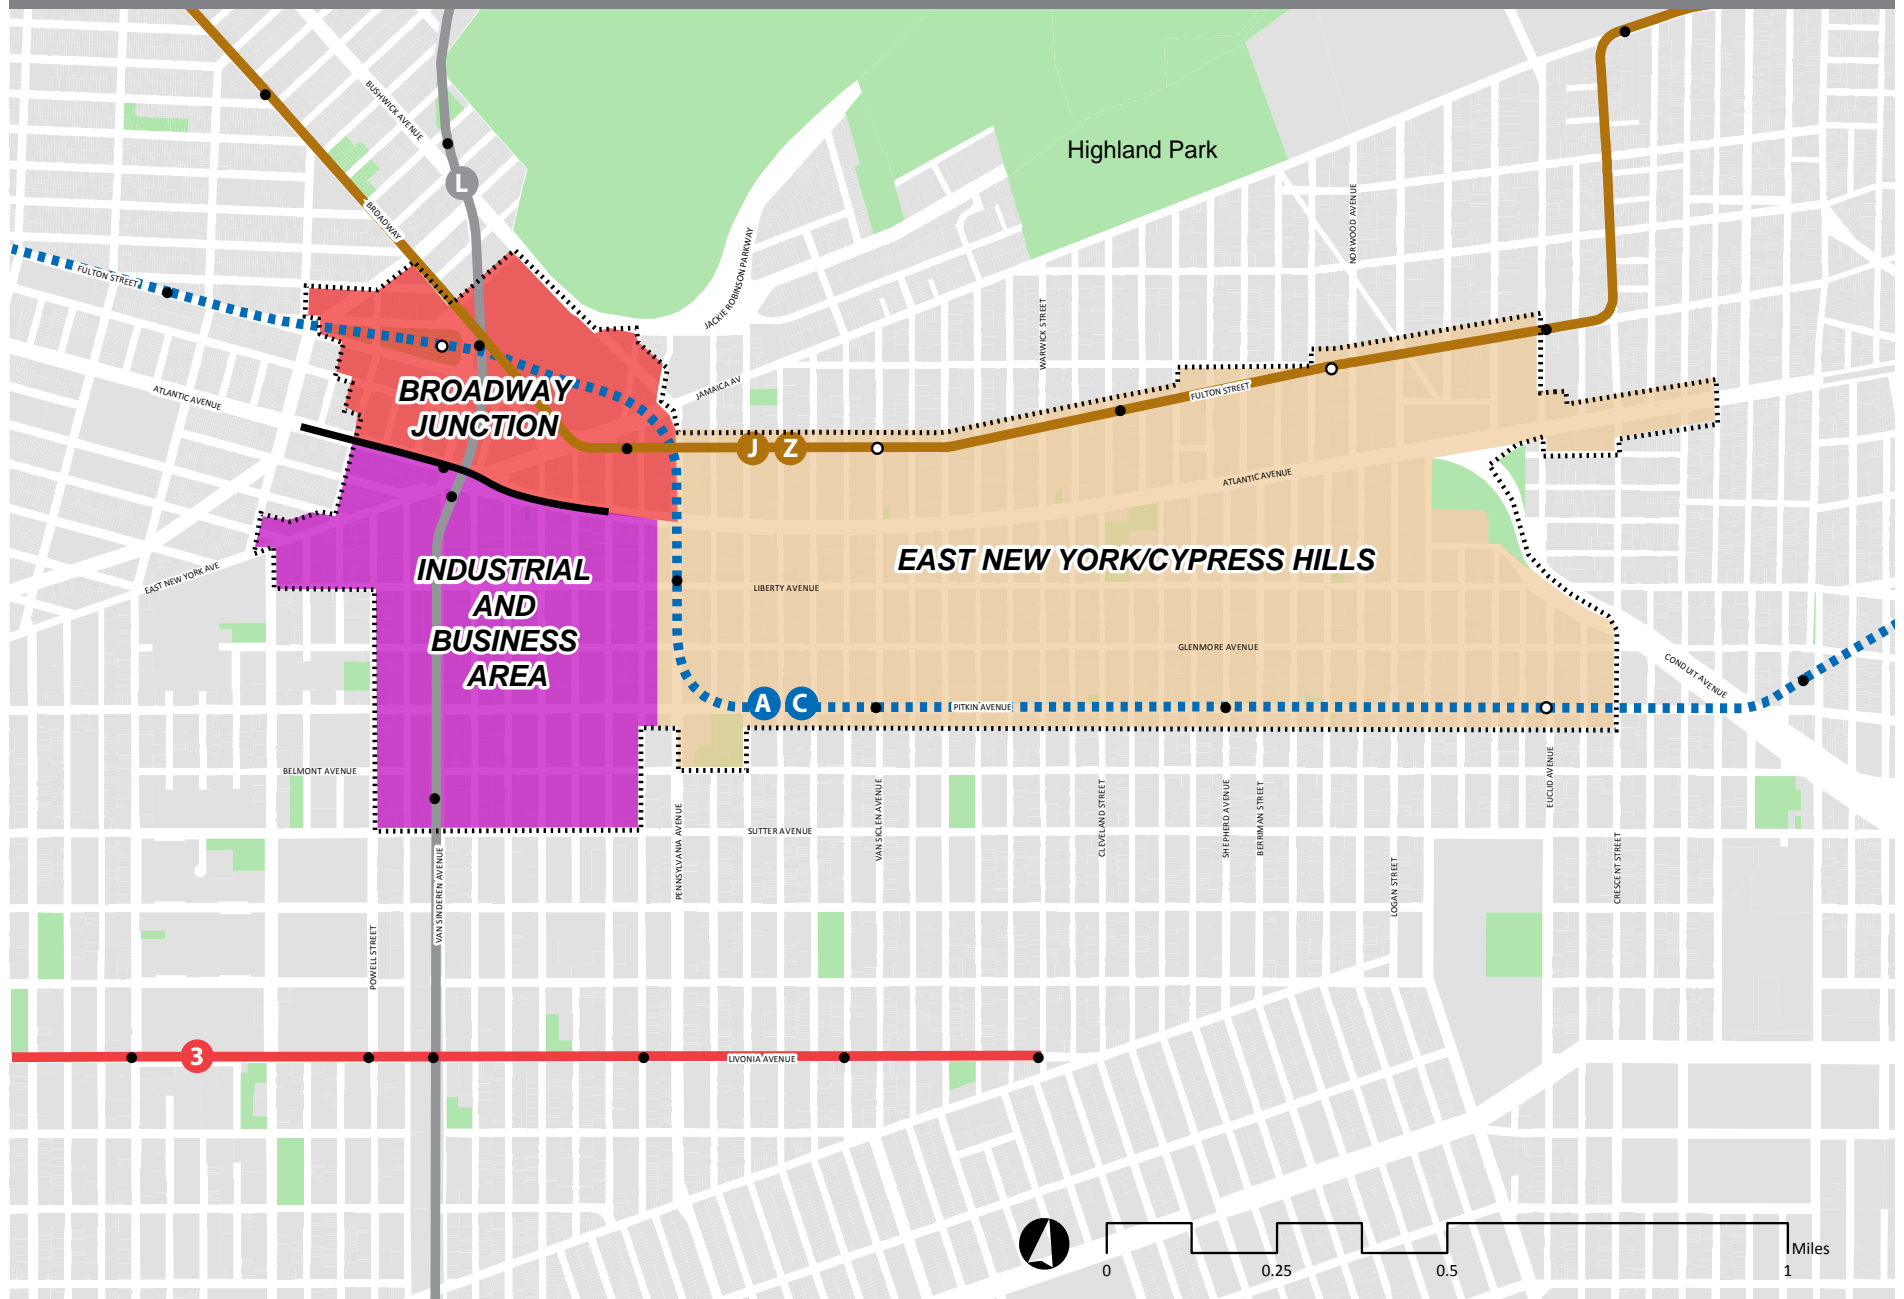 BUSHWICK AVENUE
Highland Park
L
BROADWAY
NORWOOD AVENUE
FULTON STREET
JACKIE ROBINSON PARKWAY
WARWICK STREET
ATLANTIC AVENUE
BROADWAY
JUNCTION
JAMAICA AV
FULTON STREET
J Z
ATLANTIC AVENUE
EAST NEW YORK AVE
INDUSTRIAL
AND
BUSINESS
AREA
EAST NEW YORK/CYPRESS HILLS
LIBERTY AVENUE
GLENMORE AVENUE
CONDUIT AVENUE
A C
PITKIN AVENUE
BELMONT AVENUE
EUCLID AVENUE
SUTTER AVENUE
PENNSYLVANIA AVENUE
VAN SICLEN AVENUE
CLEVELAND STREET
SHEPHERD AVENUE
BERRIMAN STREET
LOGAN STREET
CRESCENT STREET
VAN SINDEREN AVENUE
POWELL STREET
3
LIVONIA AVENUE
Miles
0 0.25 0.5 1